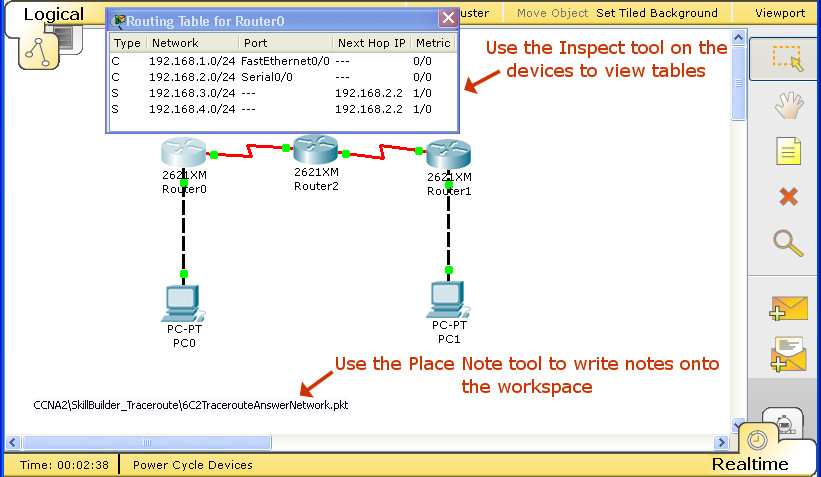 Logical
Routing Table for Router0
uster
Move Object
Set Tiled Background
Viewport
Type Network Port Next Hop IP Metric
C 192.168.1.0/24 FastEthernet0/0 --- 0/0
C 192.168.2.0/24 Serial0/0 --- 0/0
S 192.168.3.0/24 --- 192.168.2.2 1/0
S 192.168.4.0/24 --- 192.168.2.2 1/0
Use the Inspect tool on the
devices to view tables
2621XM
Router0
2621XM
Router2
2621XM
Router1
PC-PT
PC0
PC-PT
PC1
Use the Place Note tool to write notes onto
the workspace
CCNA2\SkillBuilder_Traceroute\6C2TracerouteAnswerNetwork.pkt
Time: 00:02:38
Power Cycle Devices
Realtime